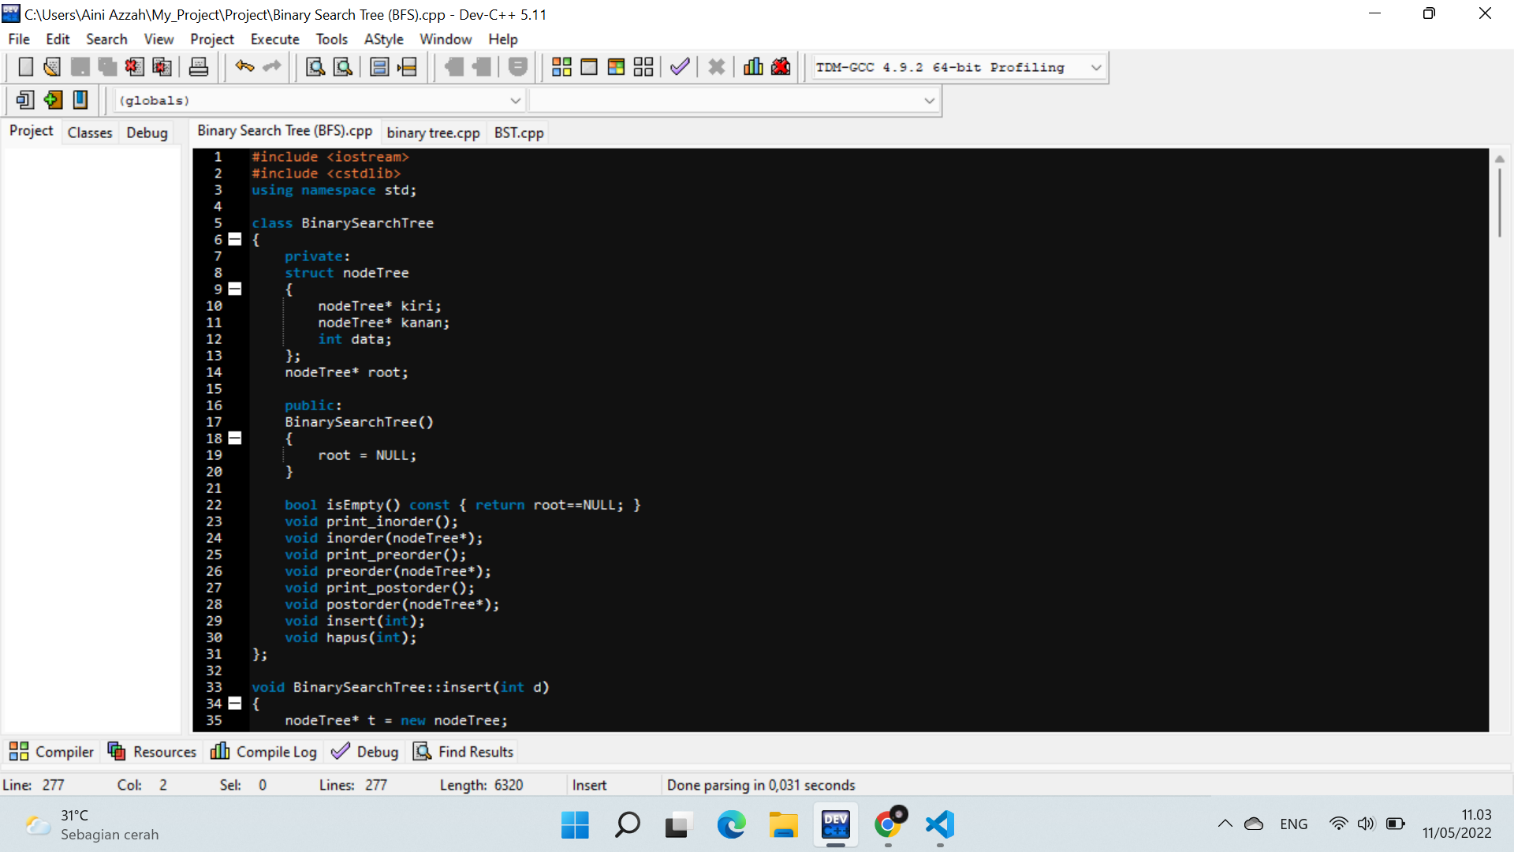 C:\Users\Aini Azzah\My_Project\Project\Binary Search Tree (BFS).cpp - Dev-C++ 5.11
File Edit Search View Project Execute Tools AStyle Window Help
TDM-GCC 4.9.2 64-bit Profiling
(globals)
Project Classes Debug Binary Search Tree (BFS).cpp binary tree.cpp BST.cpp
1 #include <iostream>
2 #include <cstdlib>
3 using namespace std;
4
5 class BinarySearchTree
6 {
7 private:
8 struct nodeTree
9 {
10 nodeTree* kiri;
11 nodeTree* kanan;
12 int data;
13 };
14 nodeTree* root;
15
16 public:
17 BinarySearchTree()
18 {
19 root = NULL;
20 }
21
22 bool isEmpty() const { return root==NULL; }
23 void print_inorder();
24 void inorder(nodeTree*);
25 void print_preorder();
26 void preorder(nodeTree*);
27 void print_postorder();
28 void postorder(nodeTree*);
29 void insert(int);
30 void hapus(int);
31 };
32
33 void BinarySearchTree::insert(int d)
34 {
35 nodeTree* t = new nodeTree;
Compiler Resources Compile Log Debug Find Results
Line: 277 Col: 2 Sel: 0 Lines: 277 Length: 6320 Insert Done parsing in 0,031 seconds
31°C
Sebagian cerah
DEV
C++
ENG
11.03
11/05/2022